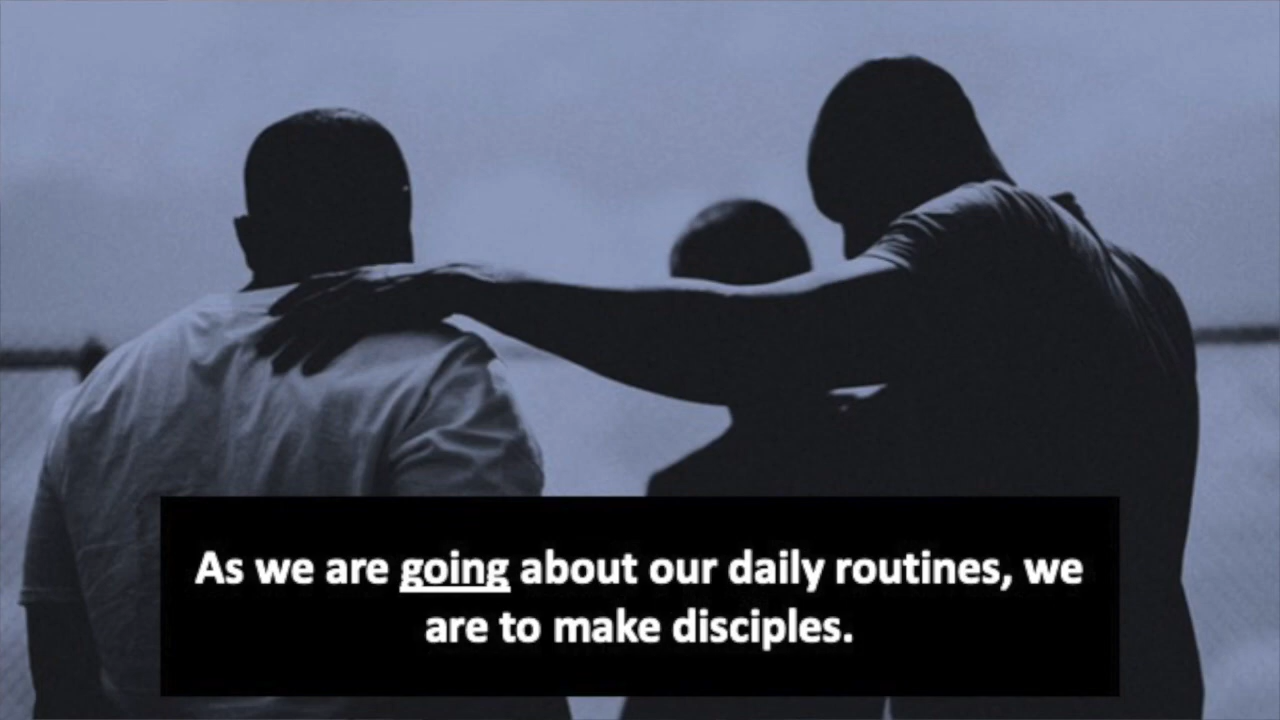 As we are going about our daily routines, we
are to make disciples.